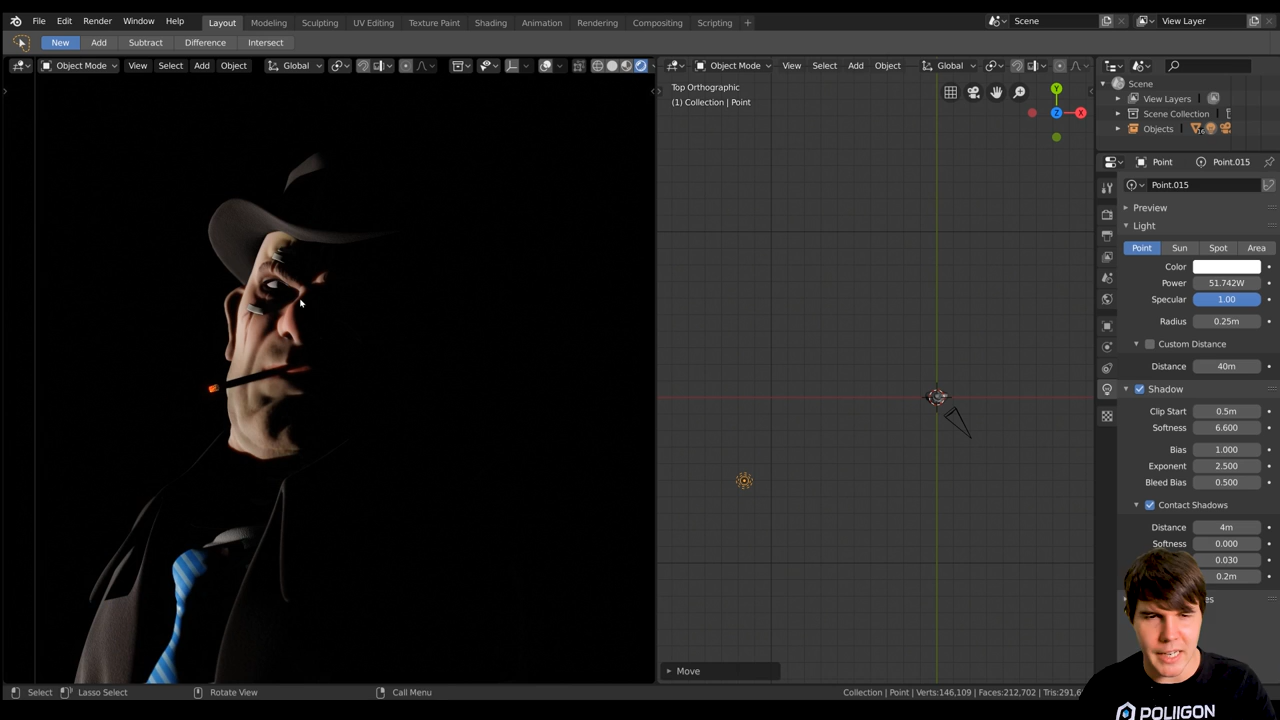 File Edit Render Window Help Layout Modeling Sculpting UV Editing Texture Paint Shading Animation Rendering Compositing Scripting + Scene View Layer
New Add Subtract Difference Intersect
Object Mode View Select Add Object Global Object Mode View Select Add Object Global
Top Orthographic
(1) Collection | Point
Y
Z X
Scene
View Layers
Scene Collection
Objects 16
Point Point.015
Point.015
Preview
Light
Point Sun Spot Area
Color
Power 51.742W
Specular 1.00
Radius 0.25m
Custom Distance
Distance 40m
Shadow
Clip Start 0.5m
Softness 6.600
Bias 1.000
Exponent 2.500
Bleed Bias 0.500
Contact Shadows
Distance 4m
Softness 0.000
0.030
0.2m
Move
Select Lasso Select Rotate View Call Menu Collection | Point | Verts:146,109 | Faces:212,702 | Tris:291,6
POLIIGON